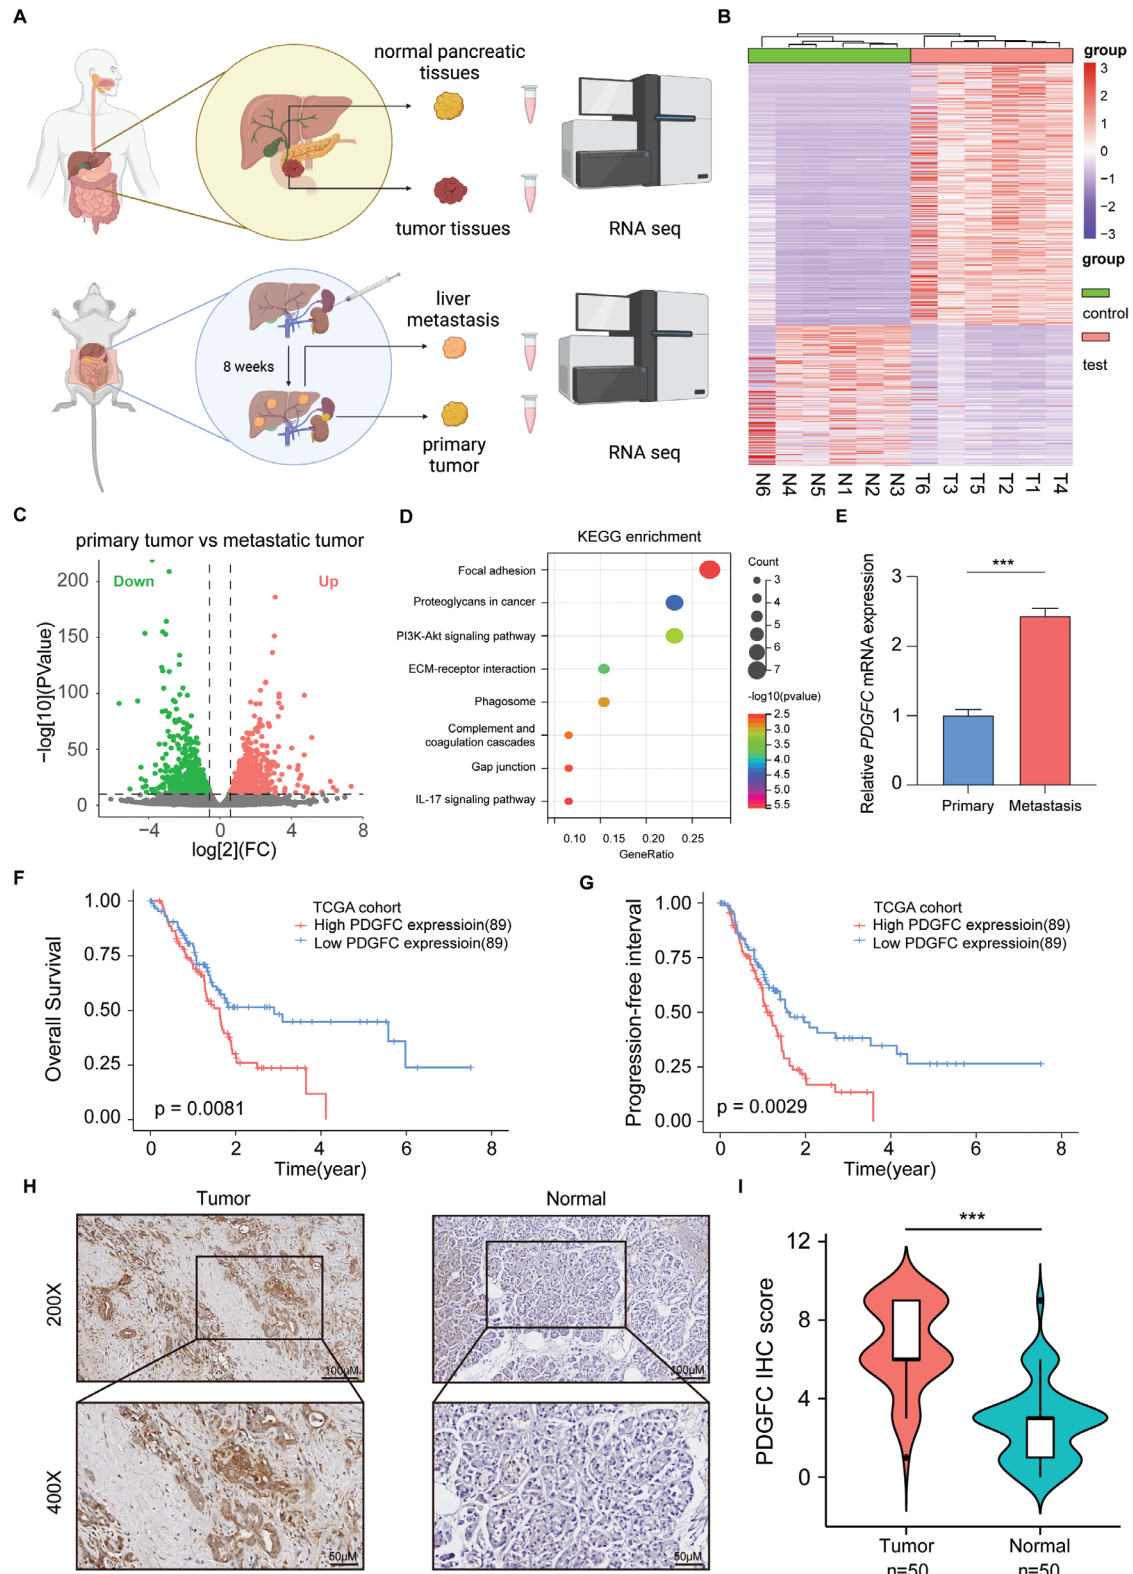 A
normal pancreatic
tissues
tumor tissues
RNA seq
8 weeks
liver
metastasis
primary
tumor
RNA seq
B
group
3
2
1
0
−1
−2
−3
group
control
test
N6 N4 N5 N1 N2 N3 T6 T3 T5 T2 T1 T4
C
primary tumor vs metastatic tumor
Down
Up
200
150
100
50
0
−log[10](PValue)
−4 0 4 8
log[2](FC)
D
KEGG enrichment
Focal adhesion
Proteoglycans in cancer
PI3K-Akt signaling pathway
ECM-receptor interaction
Phagosome
Complement and
coagulation cascades
Gap junction
IL-17 signaling pathway
0.10 0.15 0.20 0.25
GeneRatio
Count
3
4
5
6
7
-log10(pvalue)
2.5
3.0
3.5
4.0
4.5
5.0
5.5
E
Relative PDGFC mRNA expression
3
2
1
0
***
Primary Metastasis
F
Overall Survival
1.00
0.75
0.50
0.25
0.00
TCGA cohort
High PDGFC expressioin(89)
Low PDGFC expressioin(89)
p = 0.0081
0 2 4 6 8
Time(year)
G
Progression-free interval
1.00
0.75
0.50
0.25
0.00
TCGA cohort
High PDGFC expressioin(89)
Low PDGFC expressioin(89)
p = 0.0029
0 2 4 6 8
Time(year)
H
Tumor
Normal
200X
100μM
100μM
400X
50μM
50μM
I
***
PDGFC IHC score
12
8
4
0
Tumor Normal
n=50 n=50